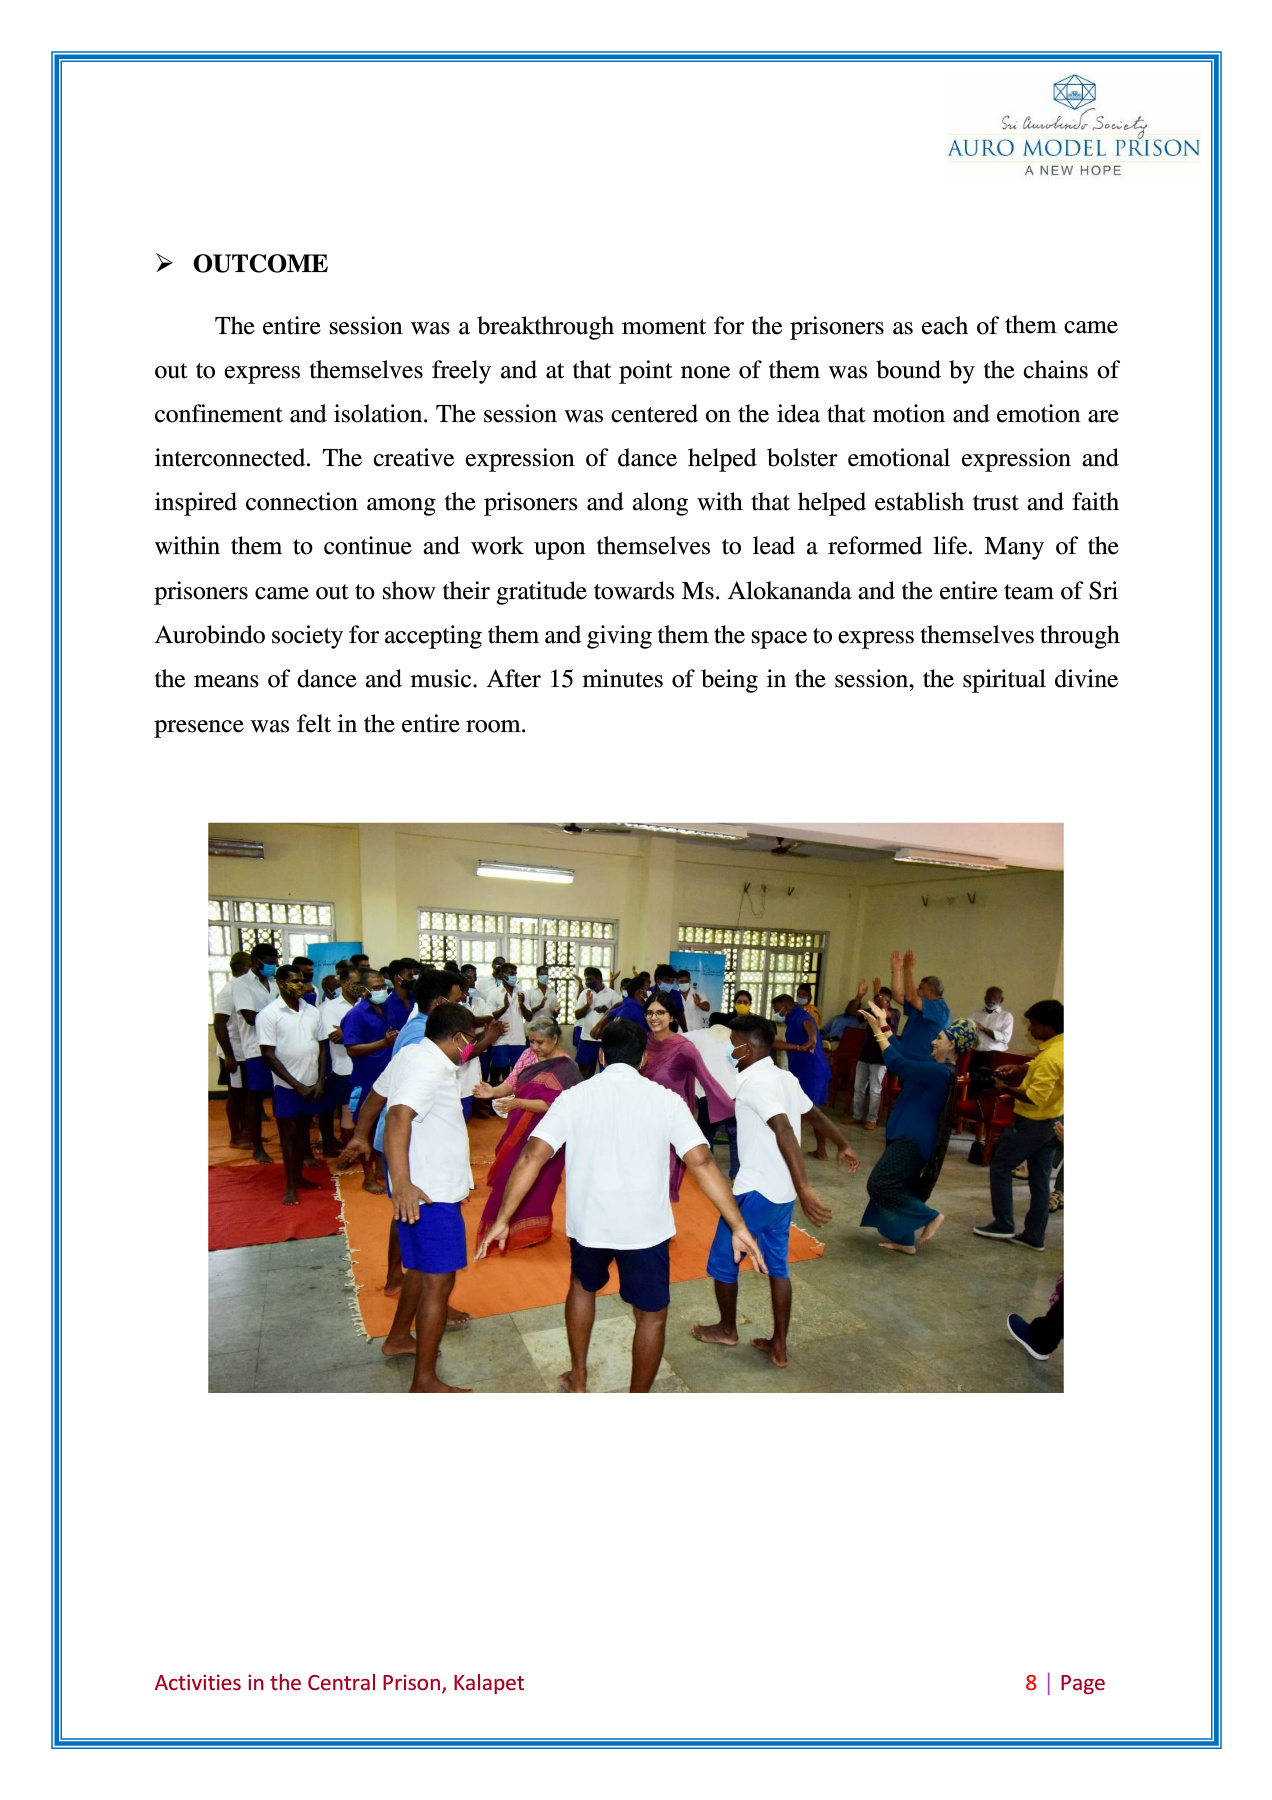 Sri Aurobindo Society
AURO MODEL PRISON
A NEW HOPE
➢ OUTCOME
The entire session was a breakthrough moment for the prisoners as each of them came
out to express themselves freely and at that point none of them was bound by the chains of
confinement and isolation. The session was centered on the idea that motion and emotion are
interconnected. The creative expression of dance helped bolster emotional expression and
inspired connection among the prisoners and along with that helped establish trust and faith
within them to continue and work upon themselves to lead a reformed life. Many of the
prisoners came out to show their gratitude towards Ms. Alokananda and the entire team of Sri
Aurobindo society for accepting them and giving them the space to express themselves through
the means of dance and music. After 15 minutes of being in the session, the spiritual divine
presence was felt in the entire room.
Activities in the Central Prison, Kalapet 8 | Page